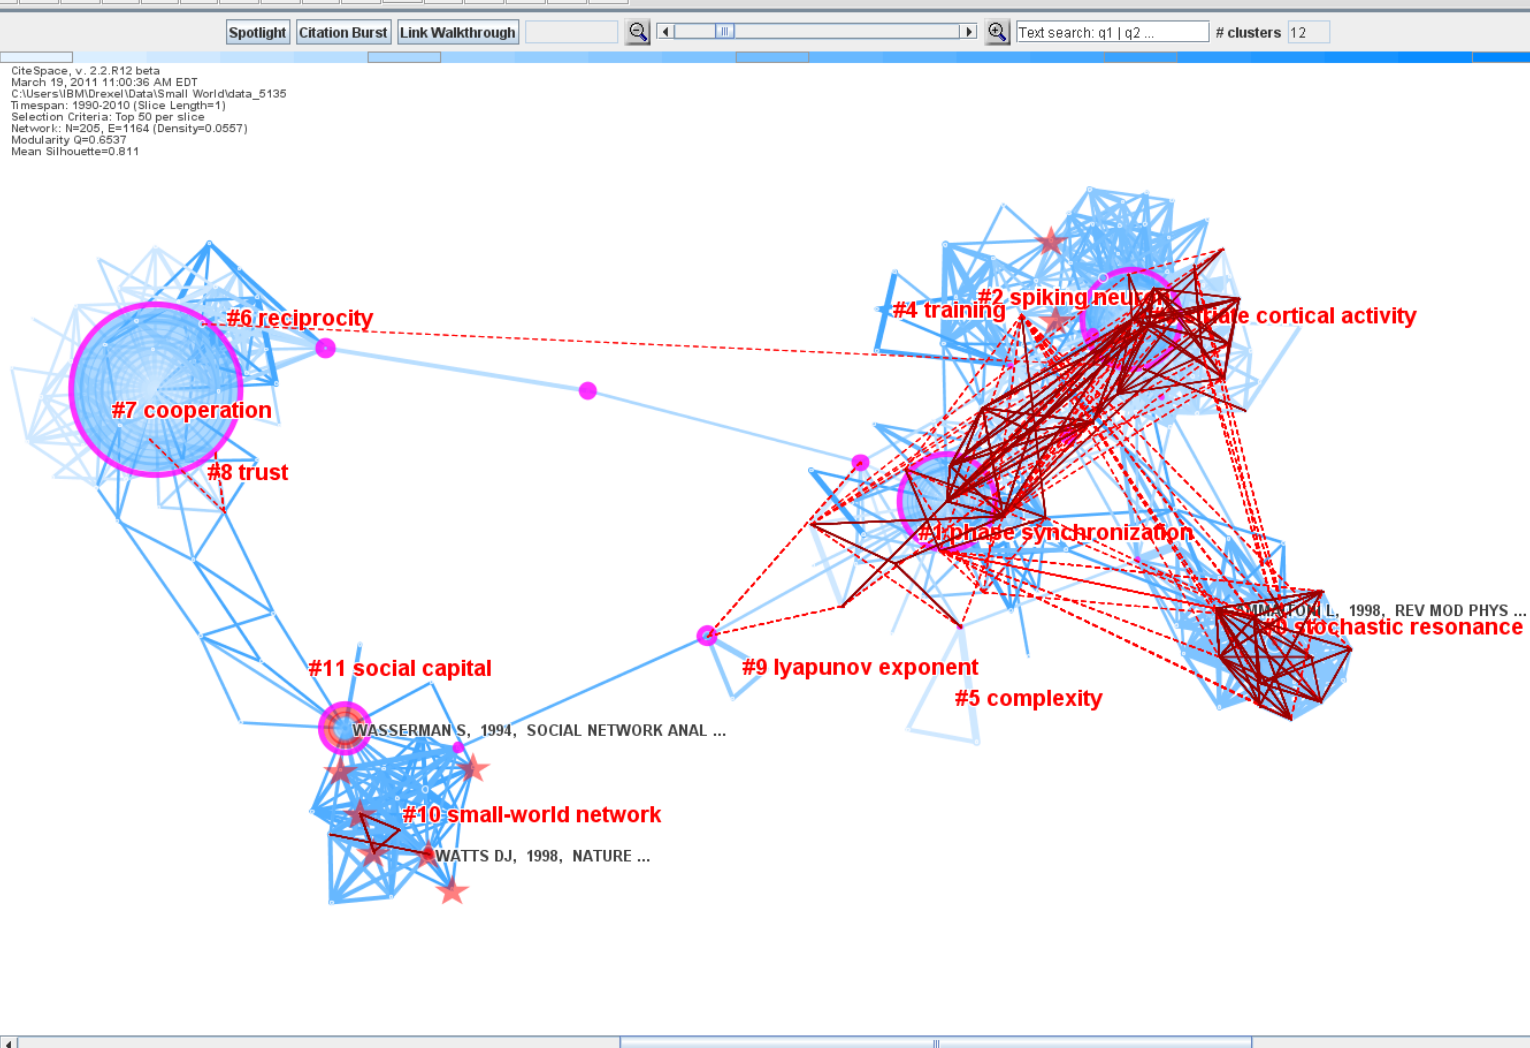 Spotlight Citation Burst Link Walkthrough Text search: q1 | q2 ... # clusters 12
CiteSpace, v. 2.2.R12 beta
March 19, 2011 11:00:36 AM EDT
C:\Users\IBM\Drexel\Data\Small World\data_5135
Timespan: 1990-2010 (Slice Length=1)
Selection Criteria: Top 50 per slice
Network: N=205, E=1164 (Density=0.0557)
Modularity Q=0.6537
Mean Silhouette=0.811
#2 spiking neuron
#4 training
cortical activity
#6 reciprocity
#7 cooperation
#8 trust
#1 phase synchronization
L, 1998, REV MOD PHYS ...
stochastic resonance
#11 social capital
#9 lyapunov exponent
#5 complexity
WASSERMAN S, 1994, SOCIAL NETWORK ANAL ...
#10 small-world network
WATTS DJ, 1998, NATURE ...